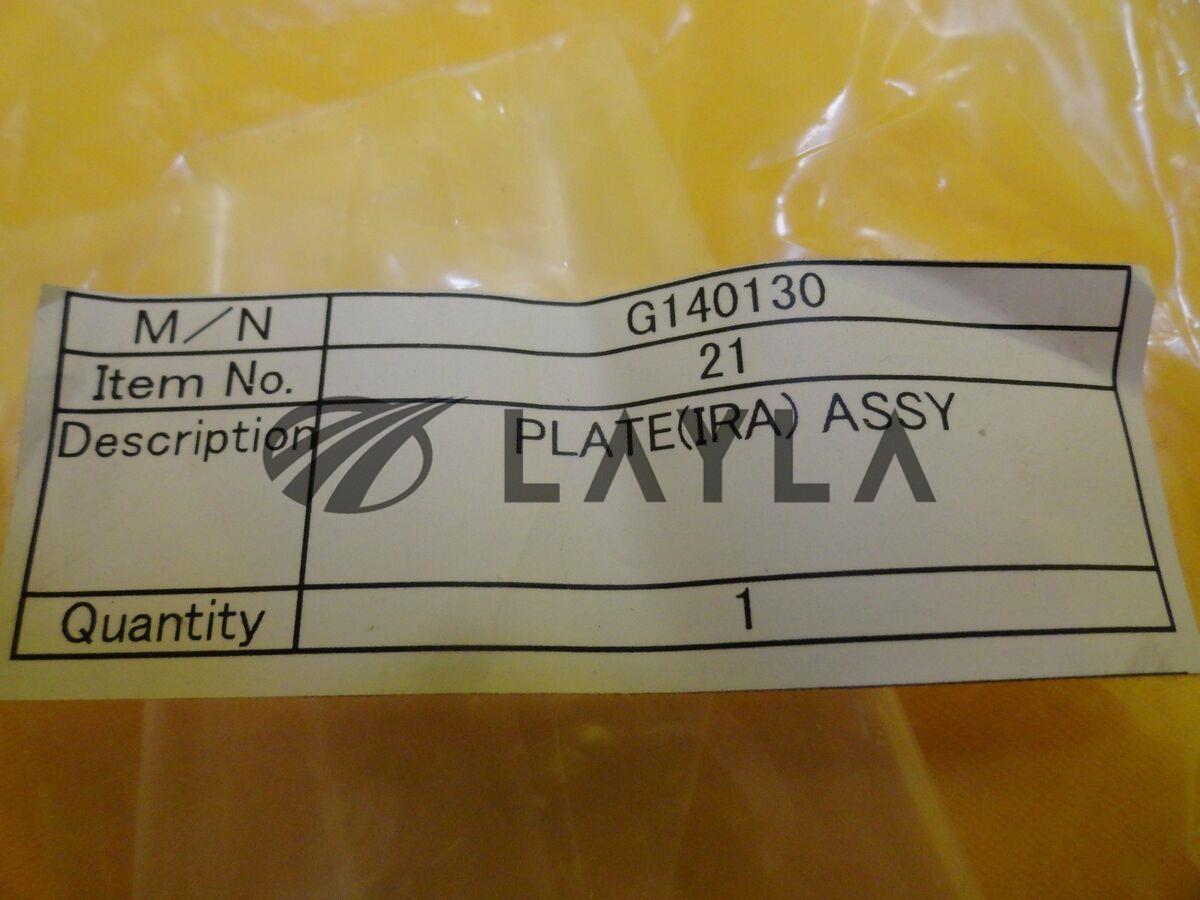 M/N G140130
Item No. 21
Description PLATE(IRA) ASSY
LAYLA
Quantity 1